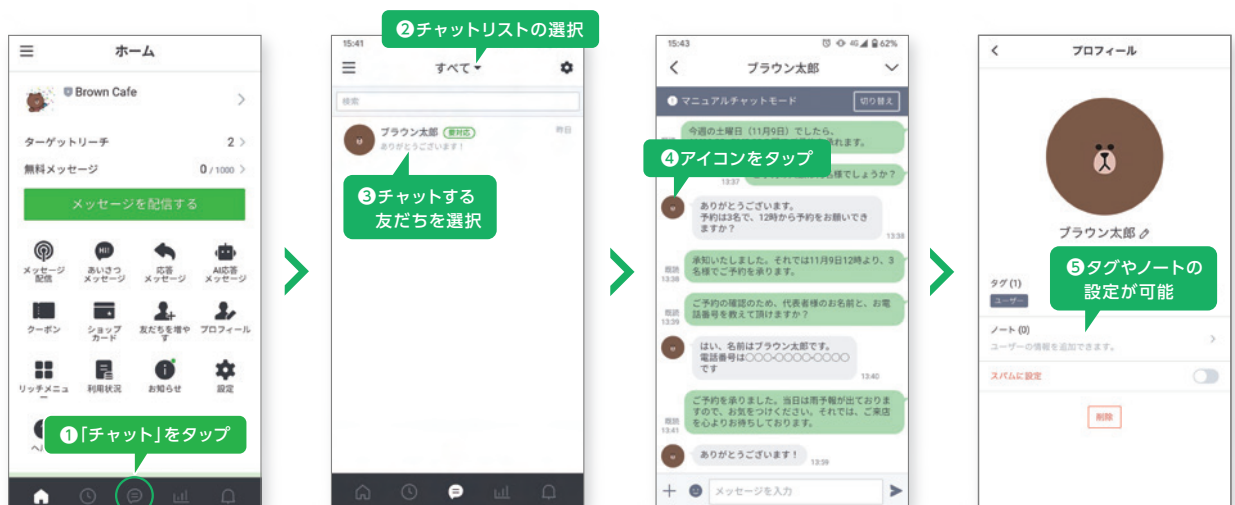 ホーム
Brown Cafe
ターゲットリーチ 2
無料メッセージ 0 / 1000
メッセージを配信する
メッセージ
配信
HI!
あいさつ
メッセージ
応答
メッセージ
AI応答
メッセージ
クーポン
ショップ
カード
友だちを増や
す
プロフィール
リッチメニュ
ー
利用状況
お知らせ
設定
❶「チャット」をタップ
❷チャットリストの選択
15:41
すべて
検索
ブラウン太郎 要対応 昨日
ありがとうございます！
❸チャットする
友だちを選択
15:43 4G 62%
ブラウン太郎
マニュアルチャットモード 切り替え
今週の土曜日（11月9日）でしたら、
れます。
❹アイコンをタップ
名様でしょうか？
13:37
ありがとうございます。
予約は3名で、12時から予約をお願いでき
ますか？
13:38
承知いたしました。それでは11月9日12時より、3
名様でご予約を承ります。
既読
13:38
ご予約の確認のため、代表者様のお名前と、お電
話番号を教えて頂けますか？
既読
13:39
はい、名前はブラウン太郎です。
電話番号は○○○-○○○○-○○○○
です
13:40
ご予約を承りました。当日は雨予報が出ておりま
すので、お気をつけください。それでは、ご来店
を心よりお待ちしております。
既読
13:41
ありがとうございます！
13:59
メッセージを入力
プロフィール
ブラウン太郎
❺タグやノートの
設定が可能
タグ (1)
ユーザー
ノート (0)
ユーザーの情報を追加できます。
スパムに設定
削除